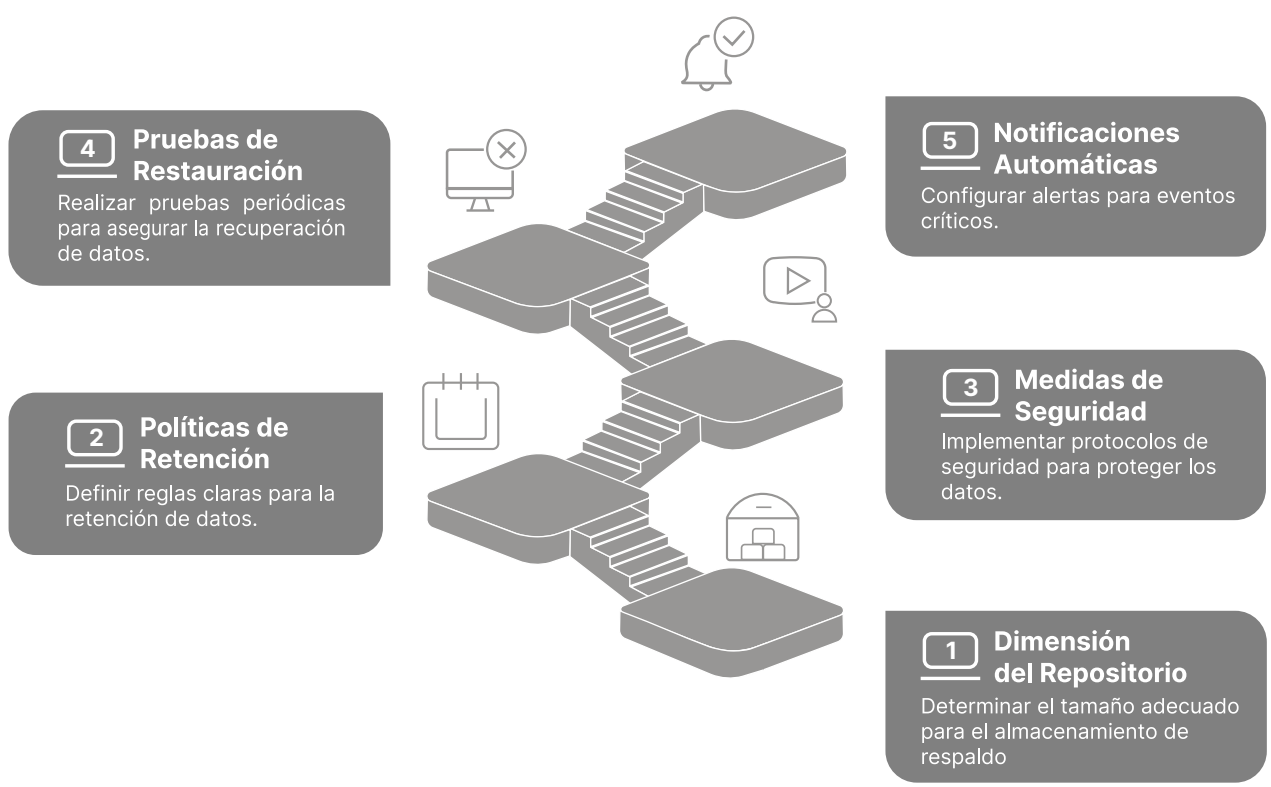 4
Pruebas de
Restauración
Realizar pruebas periódicas
para asegurar la recuperación
de datos.
5
Notificaciones
Automáticas
Configurar alertas para eventos
críticos.
2
Políticas de
Retención
Definir reglas claras para la
retención de datos.
3
Medidas de
Seguridad
Implementar protocolos de
seguridad para proteger los
datos.
1
Dimensión
del Repositorio
Determinar el tamaño adecuado
para el almacenamiento de
respaldo